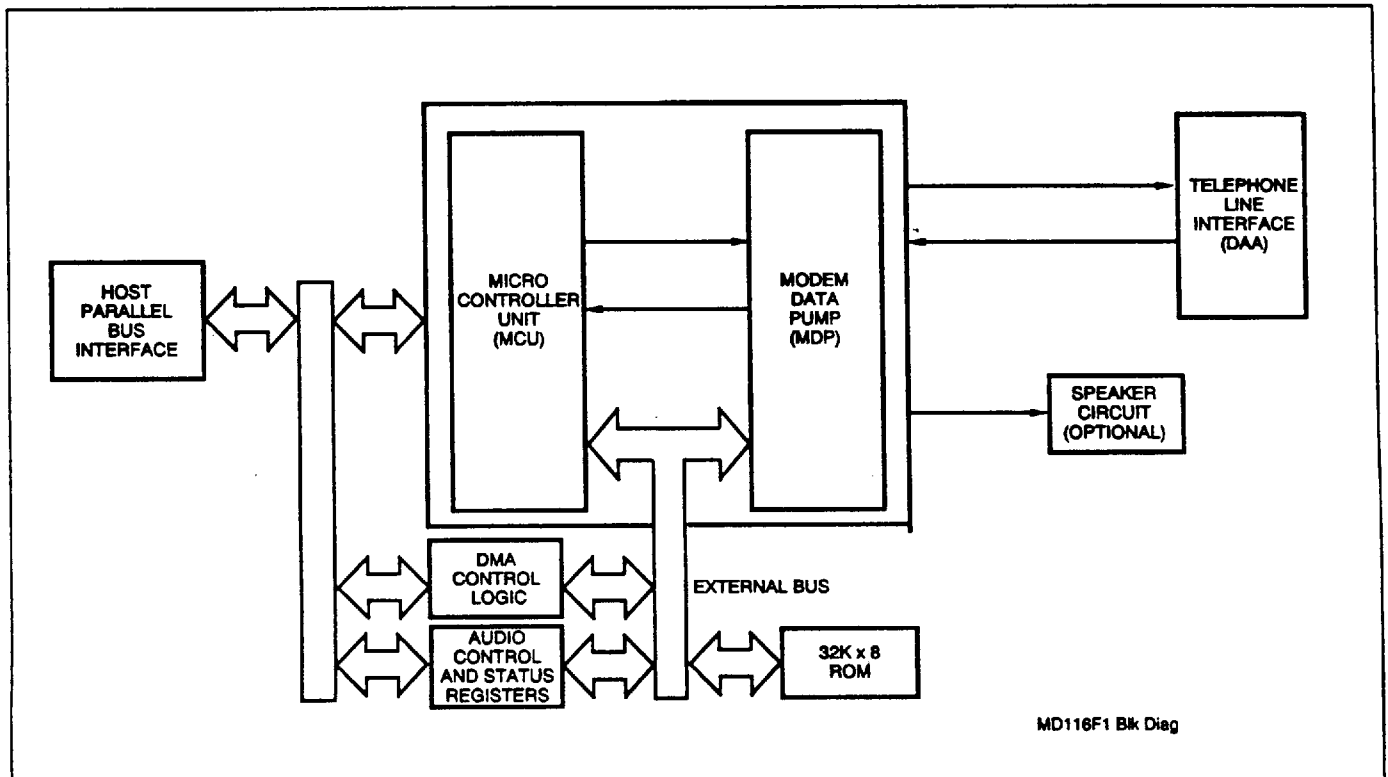 HOST
PARALLEL
BUS
INTERFACE
MICRO
CONTROLLER
UNIT
(MCU)
MODEM
DATA
PUMP
(MDP)
TELEPHONE
LINE
INTERFACE
(DAA)
SPEAKER
CIRCUIT
(OPTIONAL)
DMA
CONTROL
LOGIC
EXTERNAL BUS
AUDIO
CONTROL
AND STATUS
REGISTERS
32K x 8
ROM
MD116F1 Blk Diag